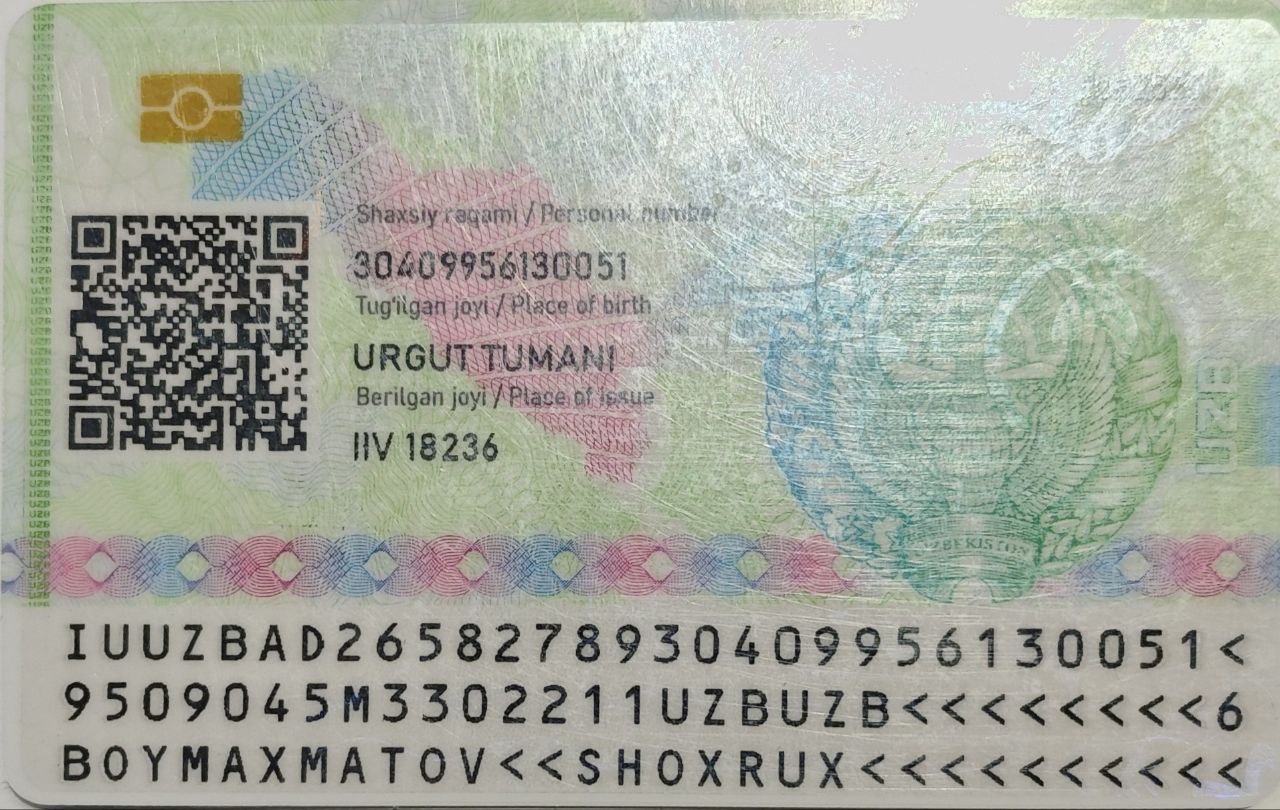 Shaxsiy raqami / Personal number
30409956130051
Tug'ilgan joyi / Place of birth
URGUT TUMANI
Berilgan joyi / Place of issue
IIV 18236
UZB
O'ZBEKISTON
IUUZBAD2658278930409956130051<
9509045M3302211UZBUZB<<<<<<<<6
BOYMAXMATOV<<SHOXRUX<<<<<<<<<<